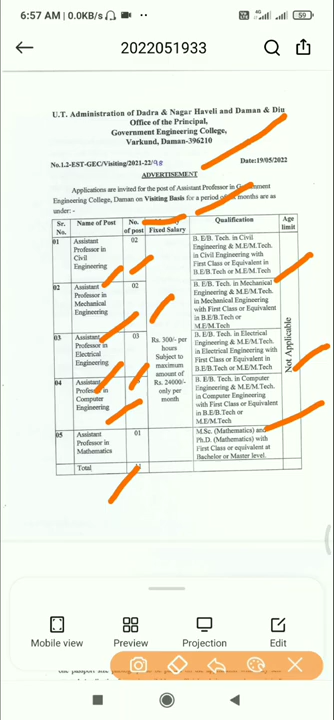 6:57 AM 0.0KB/s
59
2022051933
U.T. Administration of Dadra & Nagar Haveli and Daman & Diu
Office of the Principal,
Government Engineering College,
Varkund, Daman-396210
No.1.2-EST-GEC/Visiting/2021-22/198 Date:19/05/2022
ADVERTISEMENT
Applications are invited for the post of Assistant Professor in Government
Engineering College, Daman on Visiting Basis for a period of months are as
under: -
Sr. No. Name of Post No. of post Fixed Salary Qualification Age limit
01 Assistant Professor in Civil Engineering 02 B. E/B. Tech. in Civil Engineering & M.E/M.Tech. in Civil Engineering with First Class or Equivalent in B.E/B.Tech or M.E/M.Tech
02 Assistant Professor in Mechanical Engineering 02 B. E/B. Tech. in Mechanical Engineering & M.E/M.Tech. in Mechanical Engineering with First Class or Equivalent in B.E/B.Tech or M.E/M.Tech
03 Assistant Professor in Electrical Engineering 03 B. E/B. Tech. in Electrical Engineering & M.E/M.Tech. in Electrical Engineering with First Class or Equivalent in B.E/B.Tech or M.E/M.Tech
Rs. 300/- per hours Subject to maximum amount of Rs. 24000/- only per month
Not Applicable
04 Assistant Professor in Computer Engineering B. E/B. Tech. in Computer Engineering & M.E/M.Tech. in Computer Engineering with First Class or Equivalent in B.E/B.Tech or M.E/M.Tech
05 Assistant Professor in Mathematics 01 M.Sc. (Mathematics) and Ph.D. (Mathematics) with First Class or equivalent at Bachelor or Master level.
Total
Mobile view Preview Projection Edit